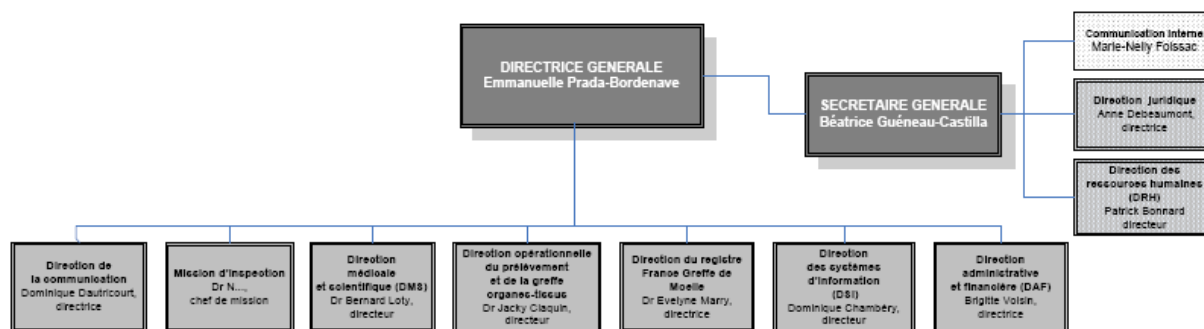 DIRECTRICE GENERALE
Emmanuelle Prada-Bordenave
SECRETAIRE GENERALE
Béatrice Guéneau-Castilla
Communication interne
Marie-Nelly Foissac
Direction juridique
Anne Debeaumont,
directrice
Direction des
ressources humaines
(DRH)
Patrick Bonnard
directeur
Direction de
la communication
Dominique Dautricourt,
directrice
Mission d'inspection
Dr N...,
chef de mission
Direction
médicale
et scientifique (DMS)
Dr Bernard Loty,
directeur
Direction opérationnelle
du prélèvement
et de la greffe
organes-tissus
Dr Jacky Claquin,
directeur
Direction du registre
France Greffe de
Moelle
Dr Evelyne Marry,
directrice
Direction
des systèmes
d'information
(DSI)
Dominique Chambéry,
directeur
Direction
administrative
et financière (DAF)
Brigitte Voisin,
directrice